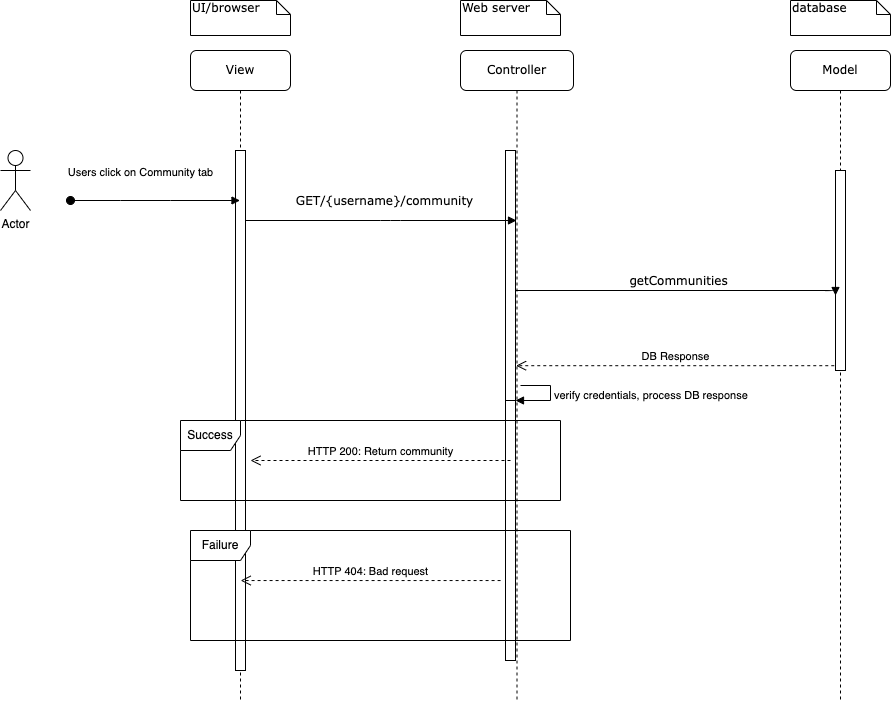 UI/browser
Web server
database
View
Controller
Model
Users click on Community tab
GET/{username}/community
Actor
getCommunities
DB Response
verify credentials, process DB response
Success
HTTP 200: Return community
Failure
HTTP 404: Bad request